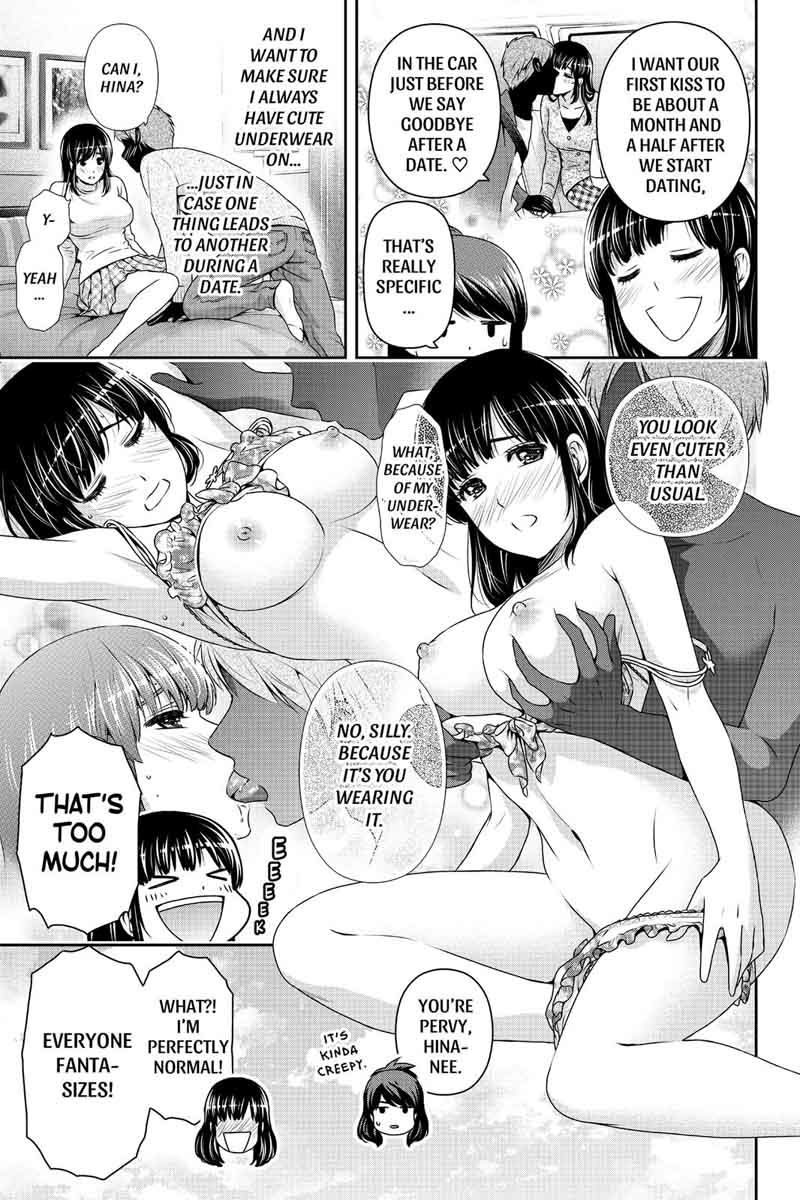 I WANT OUR
FIRST KISS TO
BE ABOUT A
MONTH AND
A HALF AFTER
WE START
DATING,
IN THE CAR
JUST BEFORE
WE SAY
GOODBYE
AFTER A
DATE. ♡
THAT'S
REALLY
SPECIFIC
...
AND I
WANT TO
MAKE SURE
I ALWAYS
HAVE CUTE
UNDERWEAR
ON...
...JUST IN
CASE ONE
THING LEADS
TO ANOTHER
DURING A
DATE.
CAN I,
HINA?
Y-
YEAH
...
YOU LOOK
EVEN CUTER
THAN
USUAL.
WHAT,
BECAUSE
OF MY
UNDER-
WEAR?
NO, SILLY.
BECAUSE
IT'S YOU
WEARING
IT.
THAT'S
TOO
MUCH!
EEEEEK
YOU'RE
PERVY,
HINA-
NEE.
IT'S
KINDA
CREEPY.
WHAT?!
I'M
PERFECTLY
NORMAL!
EVERYONE
FANTA-
SIZES!